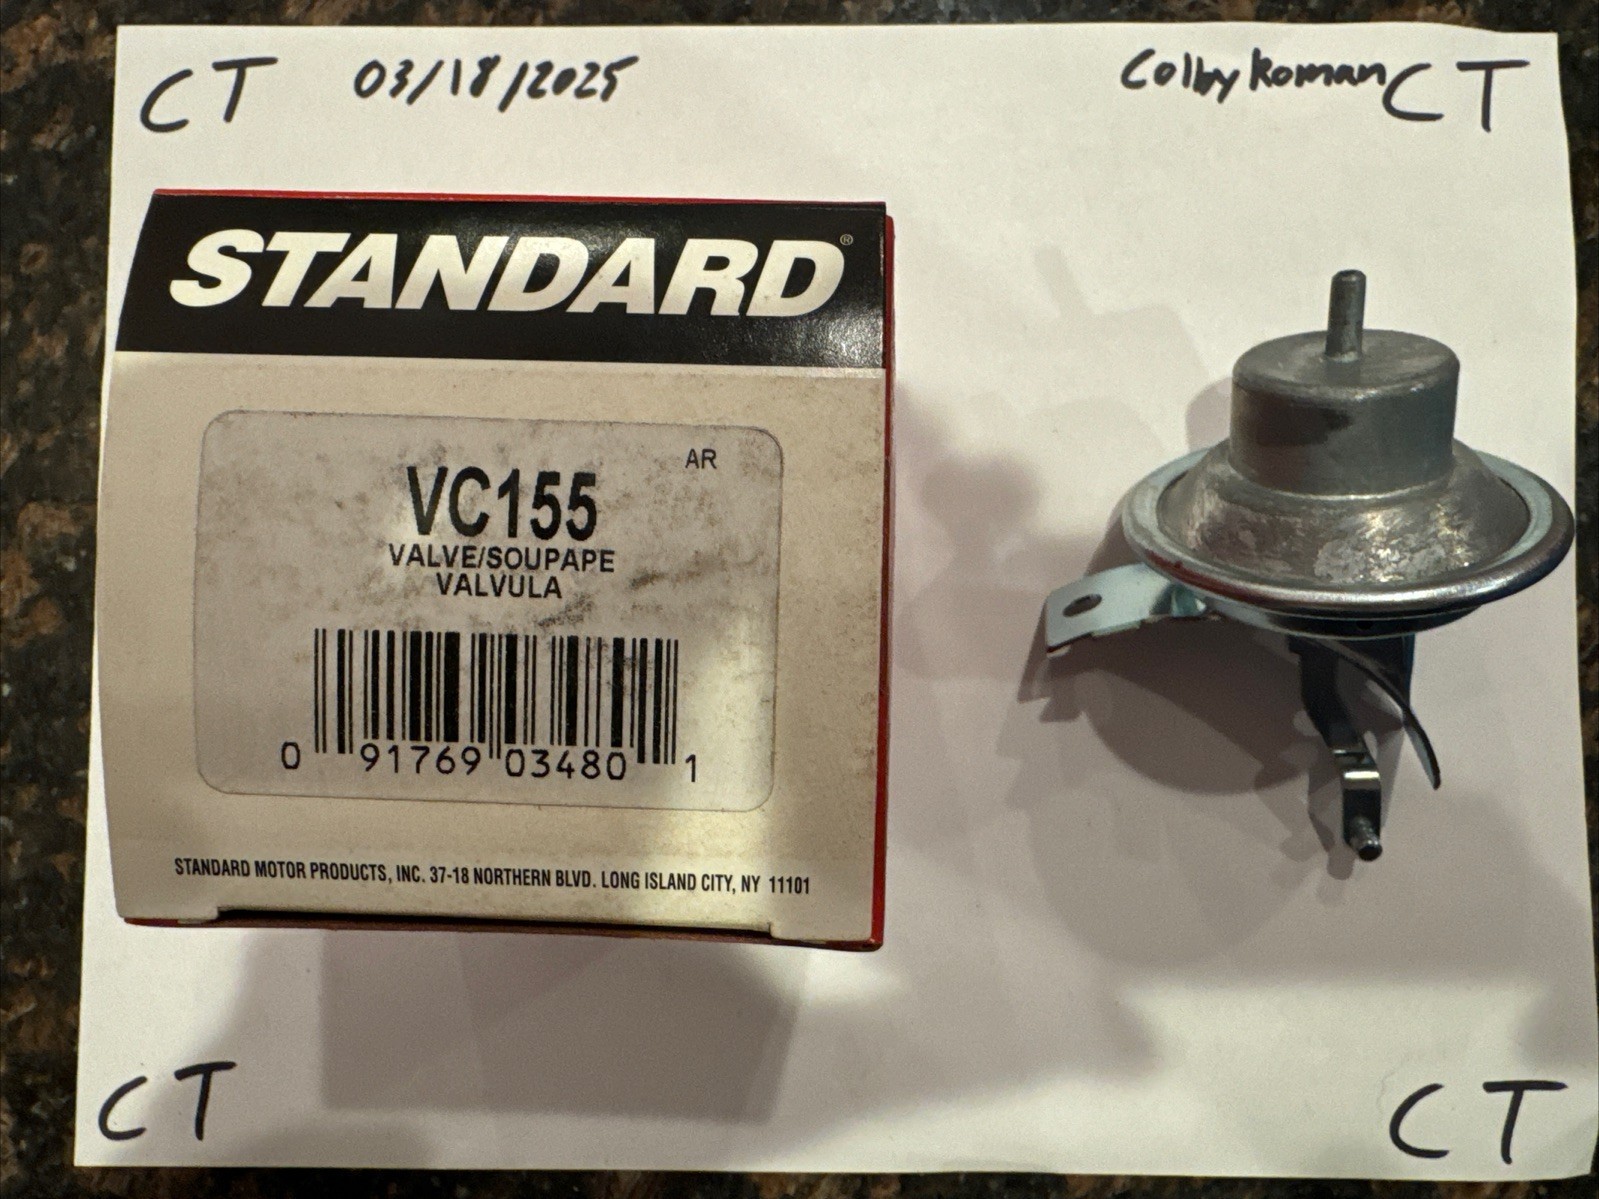 CT 03/18/2025 Colby Roman CT
STANDARD®
AR
VC155
VALVE/SOUPAPE
VALVULA
0 91769 03480 1
STANDARD MOTOR PRODUCTS, INC. 37-18 NORTHERN BLVD. LONG ISLAND CITY, NY 11101
CT CT